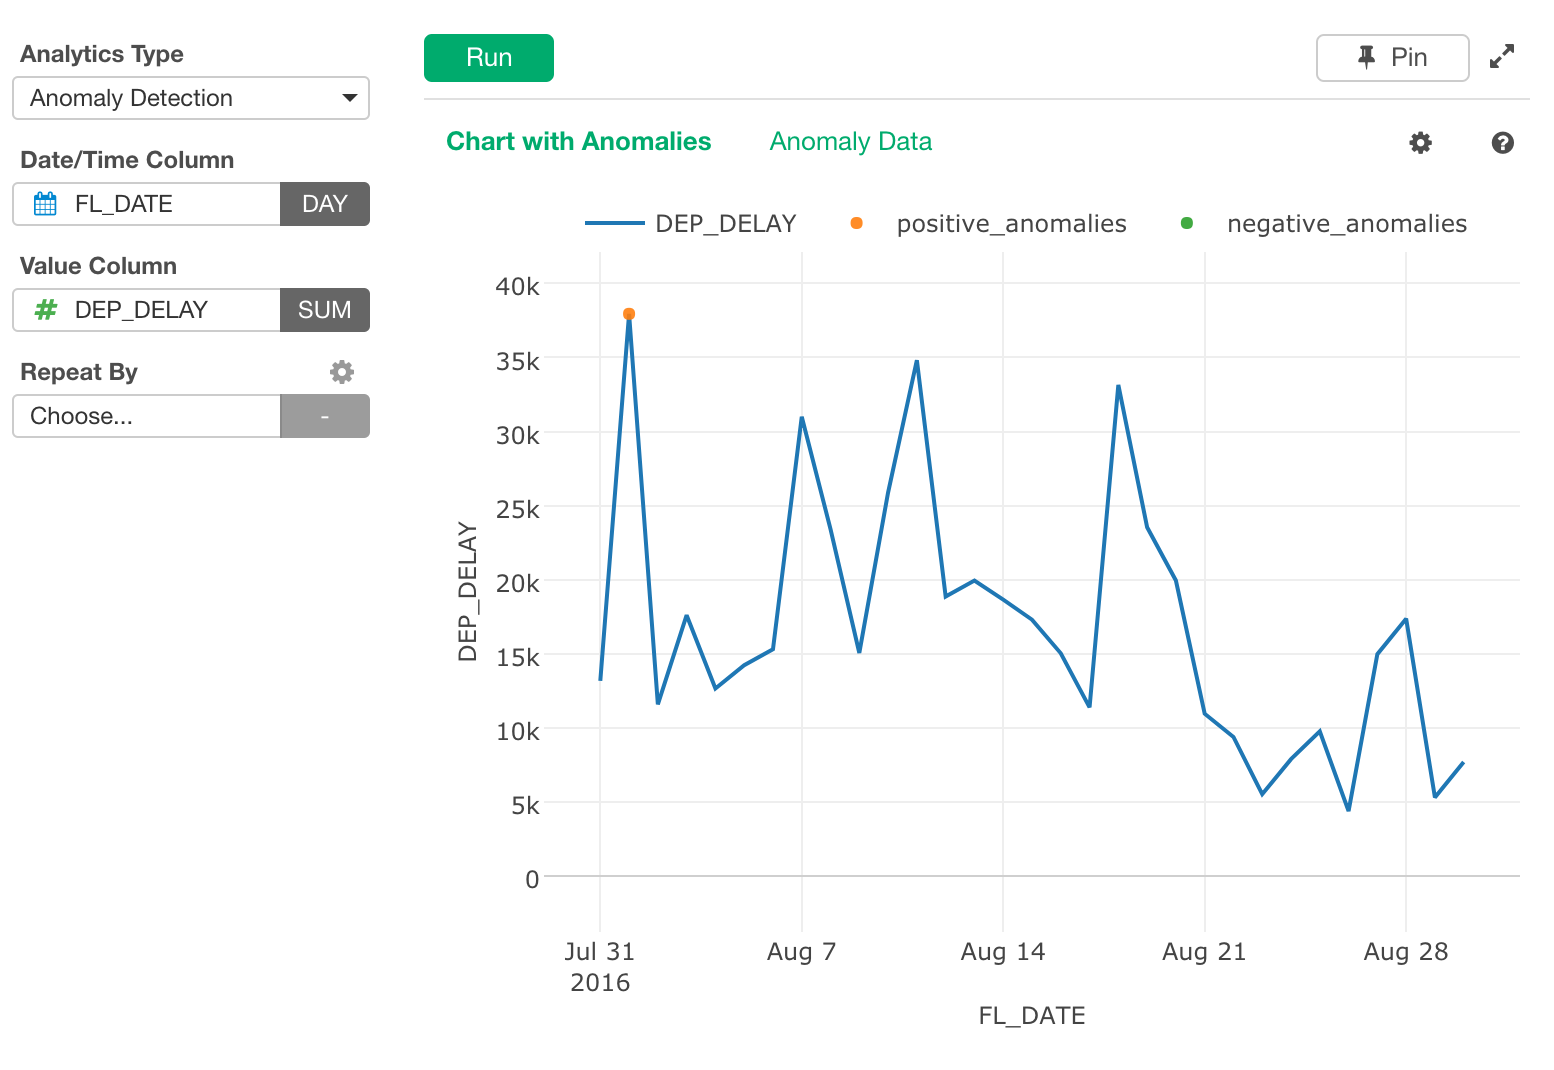 Analytics Type
Anomaly Detection
Date/Time Column
FL_DATE DAY
Value Column
# DEP_DELAY SUM
Repeat By
Choose... -
Run
Pin
Chart with Anomalies Anomaly Data
DEP_DELAY positive_anomalies negative_anomalies
40k
35k
30k
25k
20k
15k
10k
5k
0
DEP_DELAY
Jul 31 Aug 7 Aug 14 Aug 21 Aug 28
2016
FL_DATE